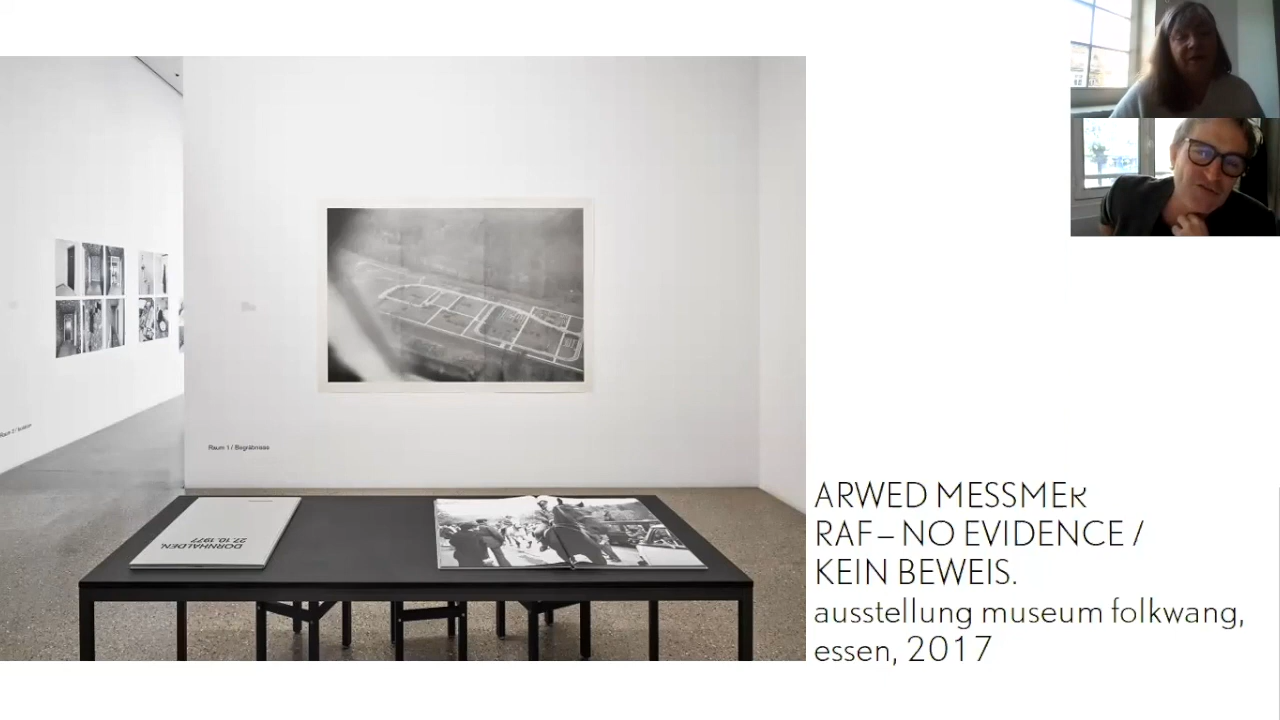 Raum 1 / Begräbnisse
DORNHALDEN,
27.10.1977
ARWED MESSMER
RAF – NO EVIDENCE /
KEIN BEWEIS.
ausstellung museum folkwang,
essen, 2017